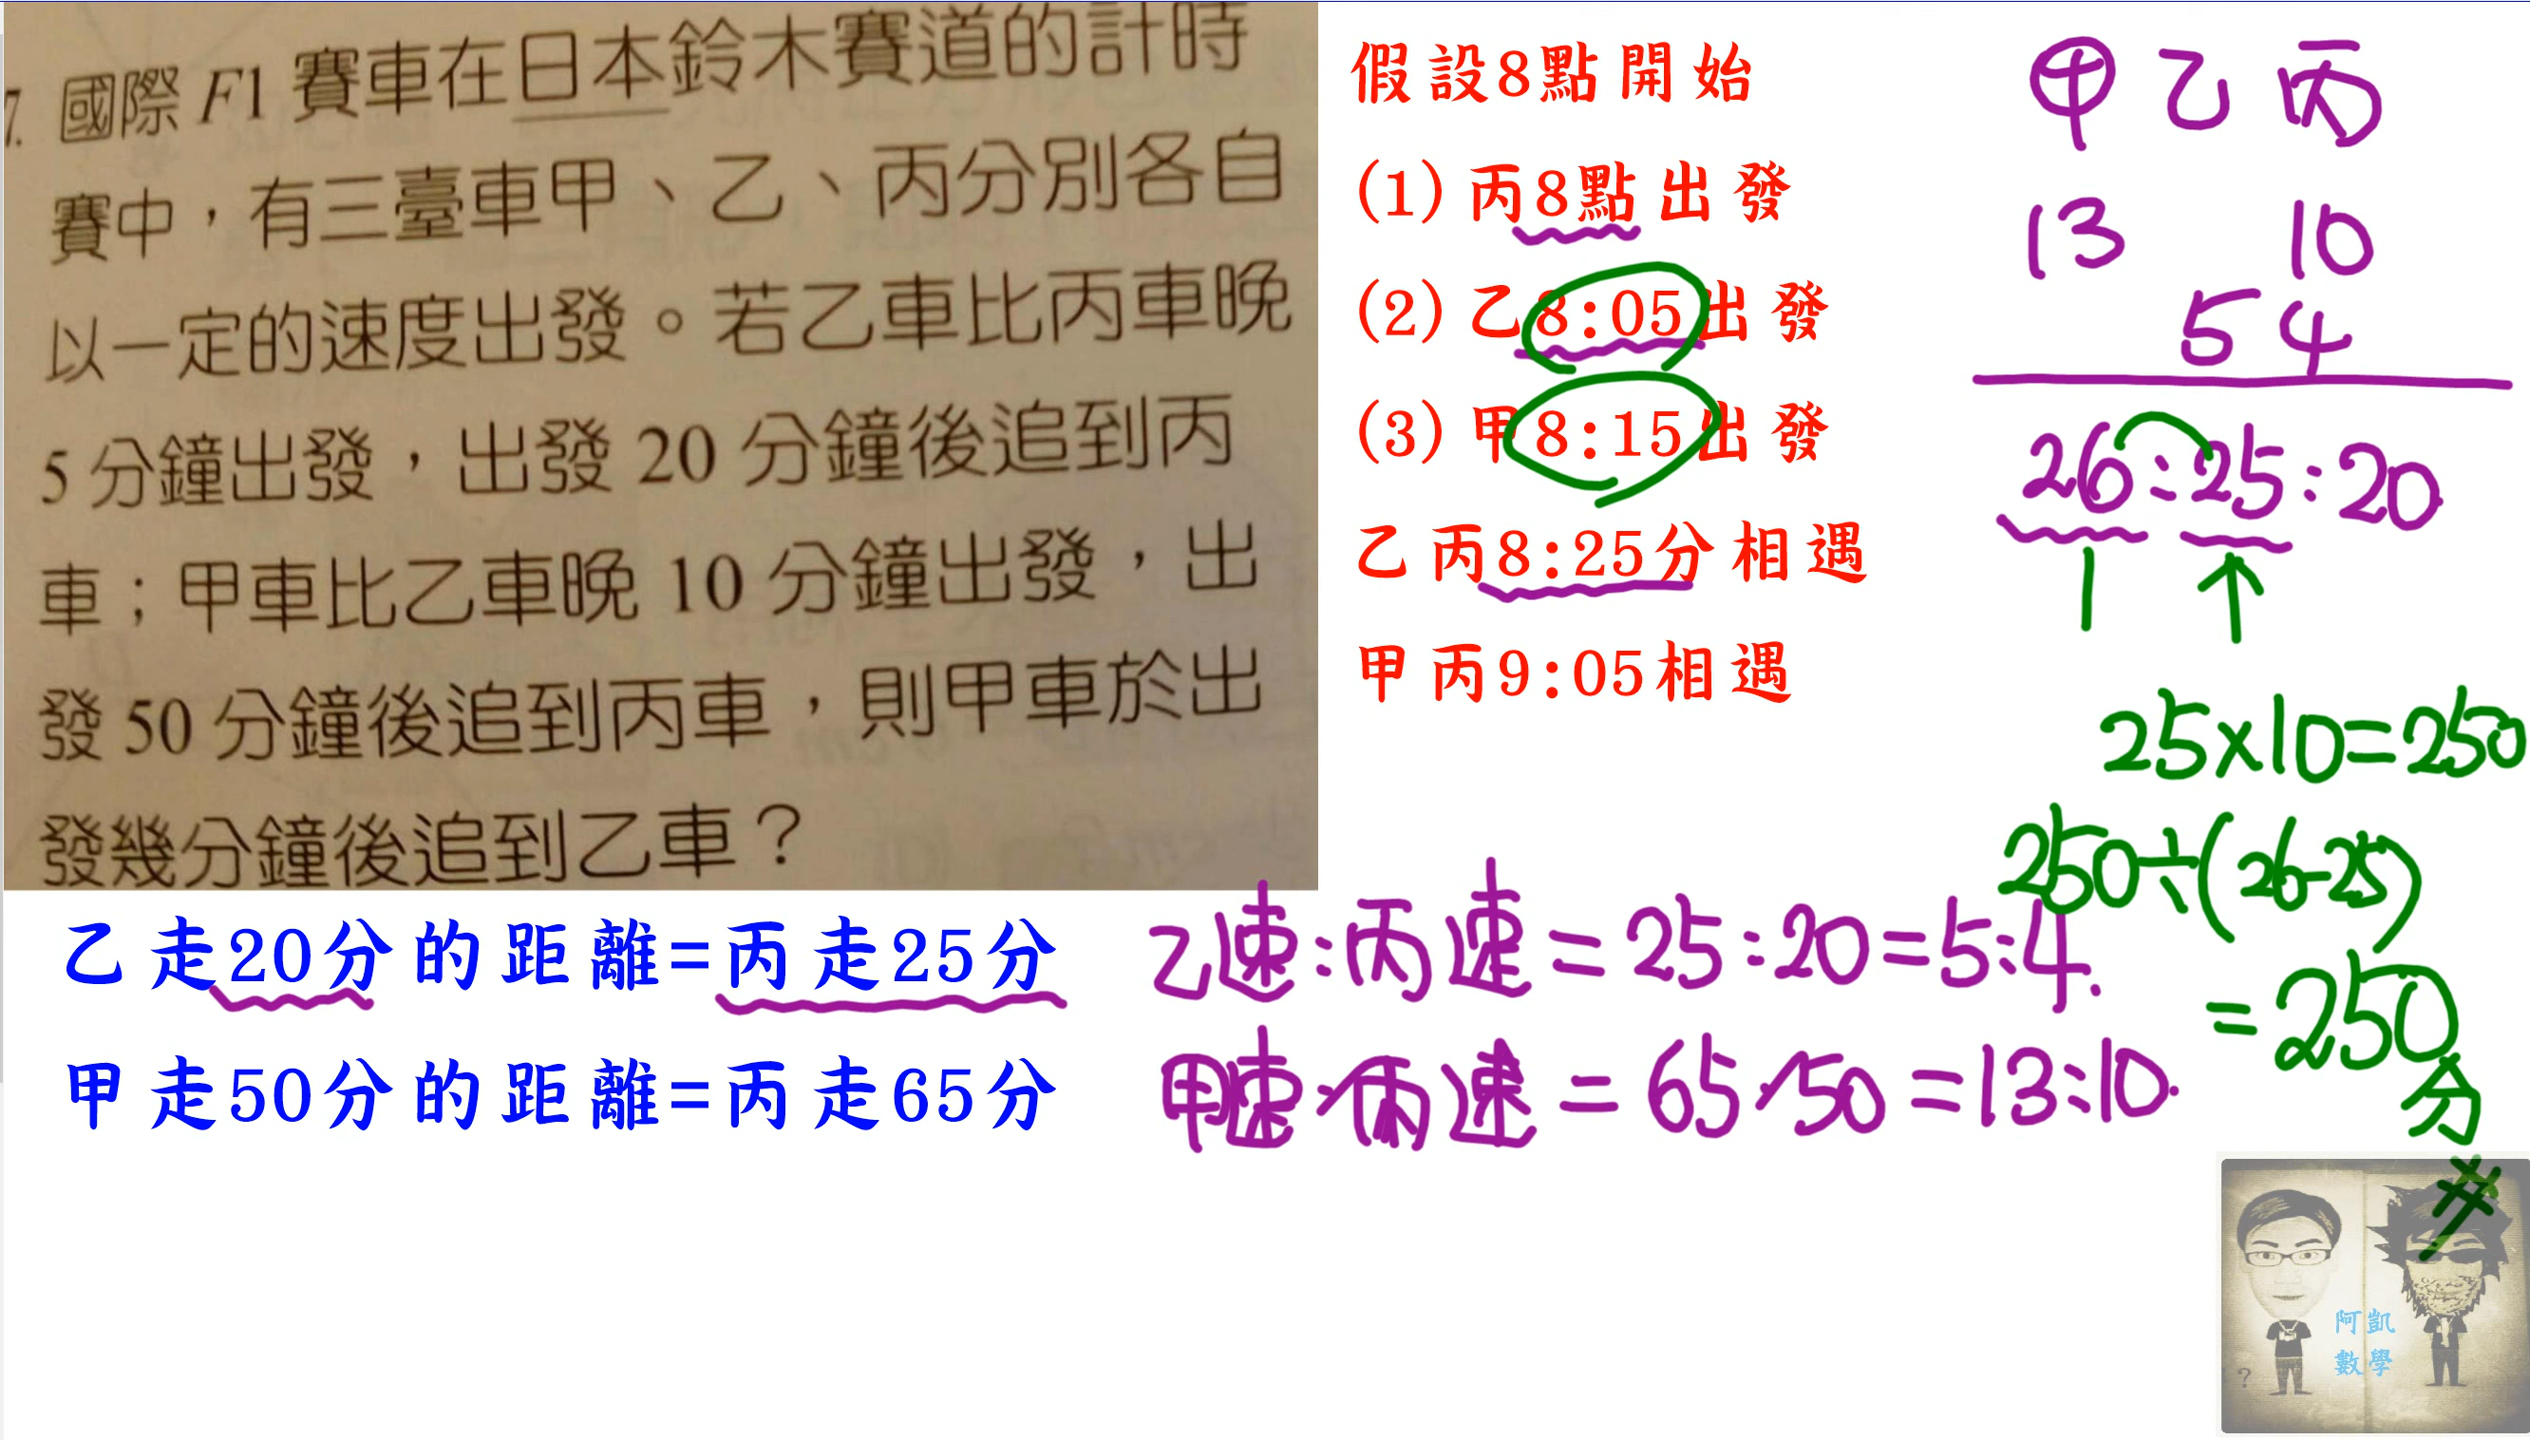 7. 國際 F1 賽車在日本鈴木賽道的計時
賽中，有三臺車甲、乙、丙分別各自
以一定的速度出發。若乙車比丙車晚
5 分鐘出發，出發 20 分鐘後追到丙
車；甲車比乙車晚 10 分鐘出發，出
發 50 分鐘後追到丙車，則甲車於出
發幾分鐘後追到乙車？
假設8點開始
(1)丙8點出發
(2)乙8:05出發
(3)甲8:15出發
乙丙8:25分相遇
甲丙9:05相遇
甲 乙 丙
13 10
5 4
26:25:20
25×10=250
250÷(26-25)
=250分
乙走20分的距離=丙走25分
甲走50分的距離=丙走65分
乙速:丙速=25:20=5:4.
甲速:丙速=65:50=13:10.
阿凱
數學
?